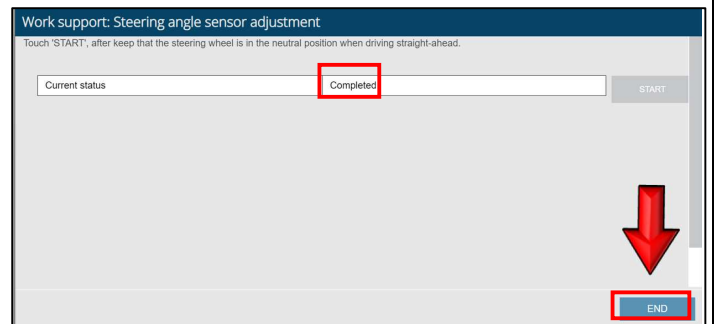 Work support: Steering angle sensor adjustment
Touch 'START', after keep that the steering wheel is in the neutral position when driving straight-ahead.
Current status Completed START
END